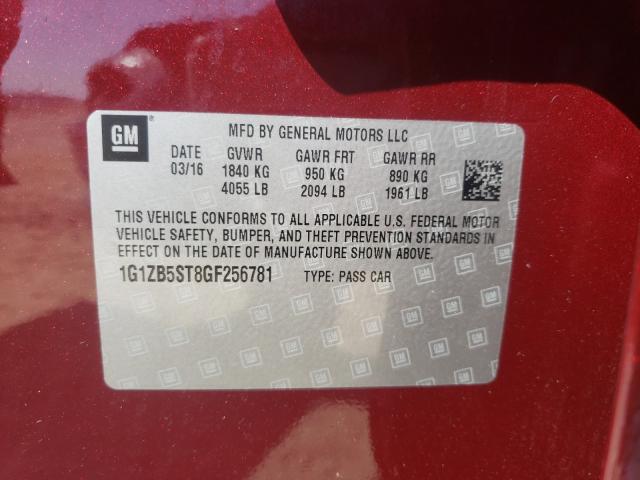 GM
MFD BY GENERAL MOTORS LLC
DATE GVWR GAWR FRT GAWR RR
03/16 1840 KG 950 KG 890 KG
4055 LB 2094 LB 1961 LB
THIS VEHICLE CONFORMS TO ALL APPLICABLE U.S. FEDERAL MOTOR
VEHICLE SAFETY, BUMPER, AND THEFT PREVENTION STANDARDS IN
EFFECT ON THE DATE OF MANUFACTURE SHOWN ABOVE.
1G1ZB5ST8GF256781 TYPE: PASS CAR